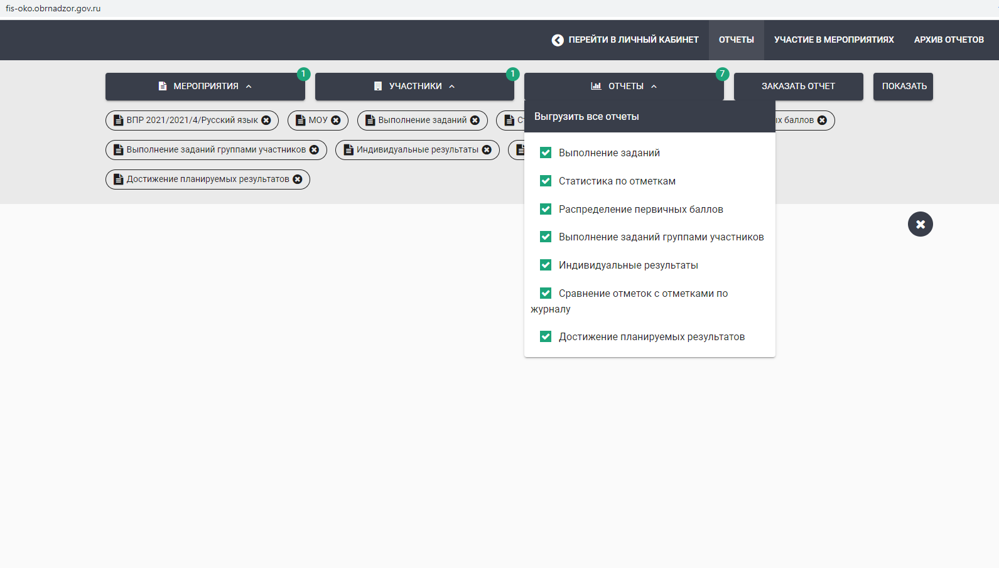 fis-oko.obrnadzor.gov.ru
ПЕРЕЙТИ В ЛИЧНЫЙ КАБИНЕТ ОТЧЕТЫ УЧАСТИЕ В МЕРОПРИЯТИЯХ АРХИВ ОТЧЕТОВ
МЕРОПРИЯТИЯ 1 УЧАСТНИКИ 1 ОТЧЕТЫ 7 ЗАКАЗАТЬ ОТЧЕТ ПОКАЗАТЬ
ВПР 2021/2021/4/Русский язык МОУ Выполнение заданий баллов
Выполнение заданий группами участников Индивидуальные результаты
Достижение планируемых результатов
Выгрузить все отчеты
Выполнение заданий
Статистика по отметкам
Распределение первичных баллов
Выполнение заданий группами участников
Индивидуальные результаты
Сравнение отметок с отметками по
журналу
Достижение планируемых результатов